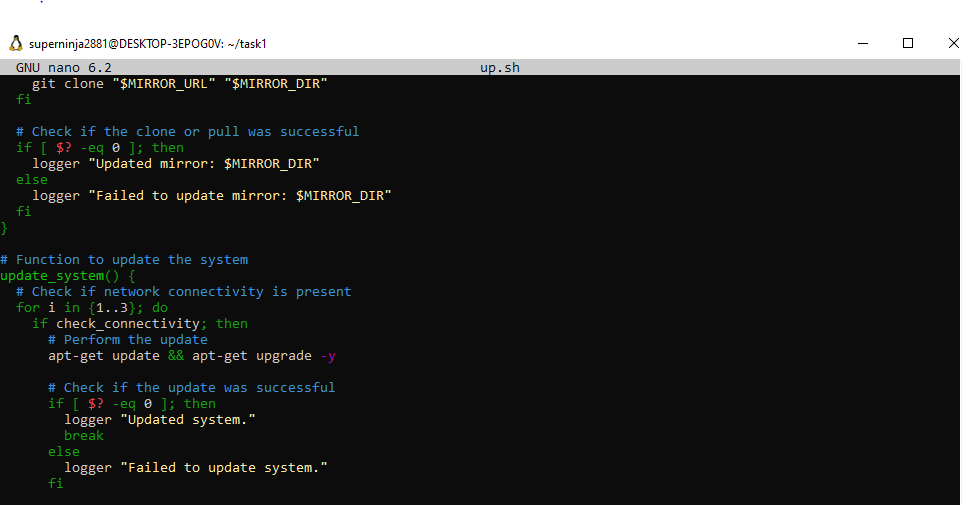 superninja2881@DESKTOP-3EPOG0V: ~/task1
GNU nano 6.2 up.sh
git clone "$MIRROR_URL" "$MIRROR_DIR"
fi
# Check if the clone or pull was successful
if [ $? -eq 0 ]; then
logger "Updated mirror: $MIRROR_DIR"
else
logger "Failed to update mirror: $MIRROR_DIR"
fi
}
# Function to update the system
update_system() {
# Check if network connectivity is present
for i in {1..3}; do
if check_connectivity; then
# Perform the update
apt-get update && apt-get upgrade -y
# Check if the update was successful
if [ $? -eq 0 ]; then
logger "Updated system."
break
else
logger "Failed to update system."
fi